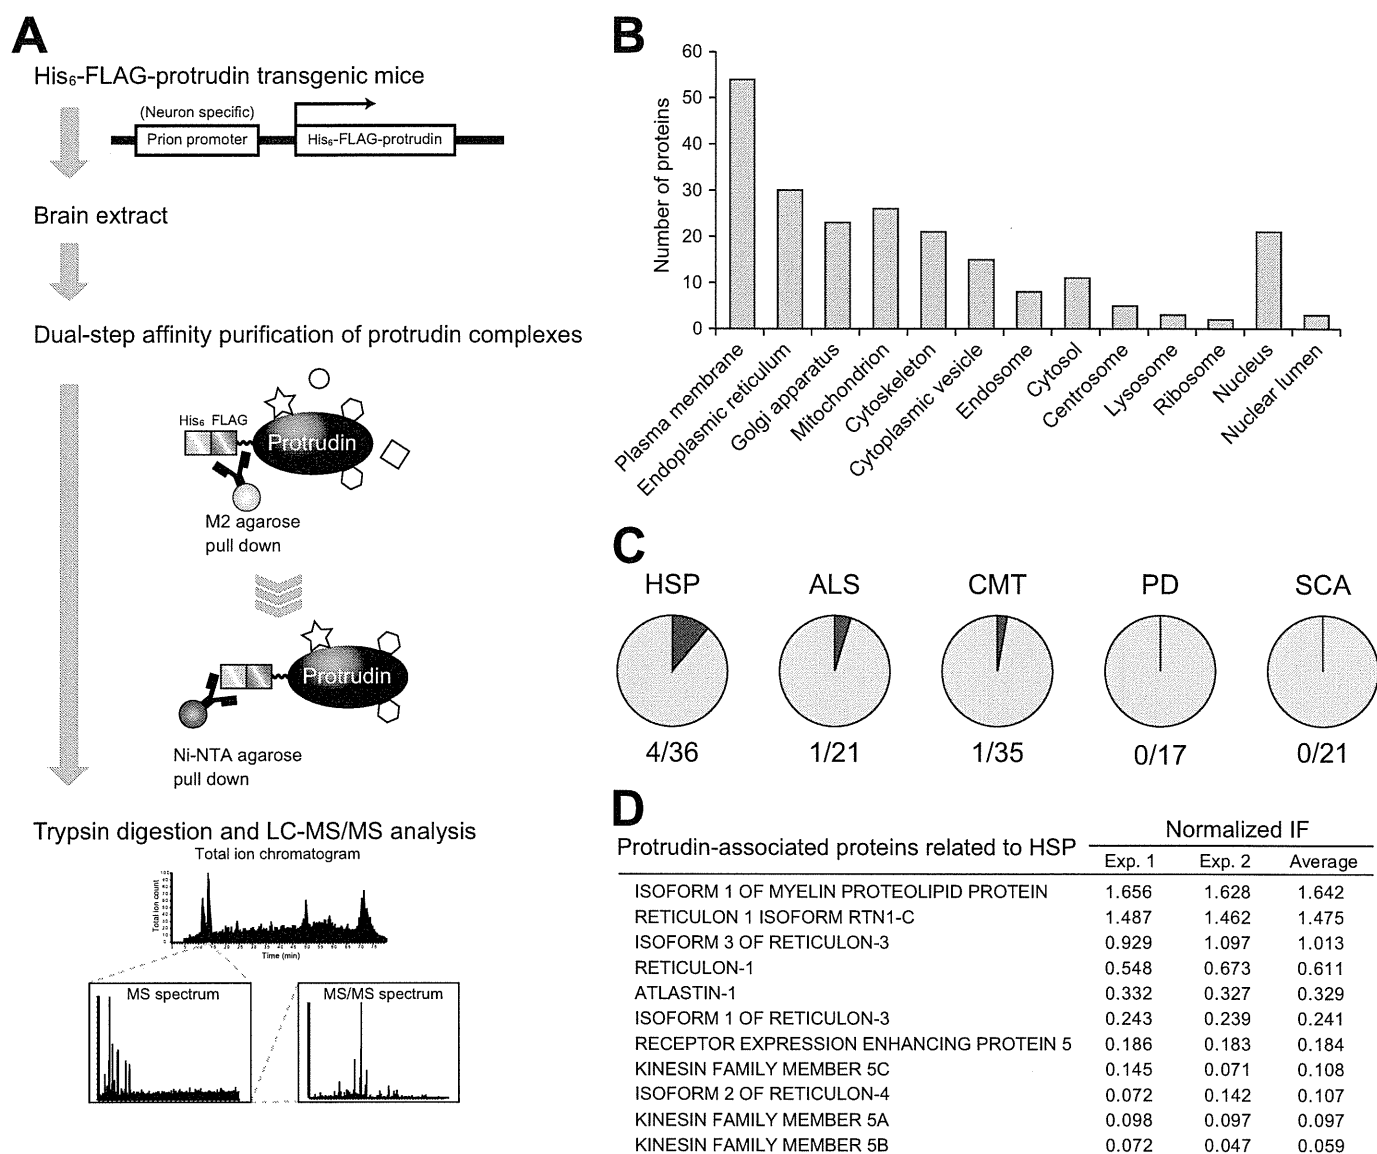 A
His₆-FLAG-protrudin transgenic mice
(Neuron specific)
Prion promoter
His₆-FLAG-protrudin
Brain extract
Dual-step affinity purification of protrudin complexes
His₆ FLAG
Protrudin
M2 agarose
pull down
Protrudin
Ni-NTA agarose
pull down
Trypsin digestion and LC-MS/MS analysis
Total ion chromatogram
Total ion count
Time (min)
MS spectrum
MS/MS spectrum
B
Number of proteins
60
50
40
30
20
10
0
Plasma membrane
Endoplasmic reticulum
Golgi apparatus
Mitochondrion
Cytoskeleton
Cytoplasmic vesicle
Endosome
Cytosol
Centrosome
Lysosome
Ribosome
Nucleus
Nuclear lumen
C
HSP ALS CMT PD SCA
4/36 1/21 1/35 0/17 0/21
D
Normalized IF
Protrudin-associated proteins related to HSP Exp. 1 Exp. 2 Average
ISOFORM 1 OF MYELIN PROTEOLIPID PROTEIN 1.656 1.628 1.642
RETICULON 1 ISOFORM RTN1-C 1.487 1.462 1.475
ISOFORM 3 OF RETICULON-3 0.929 1.097 1.013
RETICULON-1 0.548 0.673 0.611
ATLASTIN-1 0.332 0.327 0.329
ISOFORM 1 OF RETICULON-3 0.243 0.239 0.241
RECEPTOR EXPRESSION ENHANCING PROTEIN 5 0.186 0.183 0.184
KINESIN FAMILY MEMBER 5C 0.145 0.071 0.108
ISOFORM 2 OF RETICULON-4 0.072 0.142 0.107
KINESIN FAMILY MEMBER 5A 0.098 0.097 0.097
KINESIN FAMILY MEMBER 5B 0.072 0.047 0.059